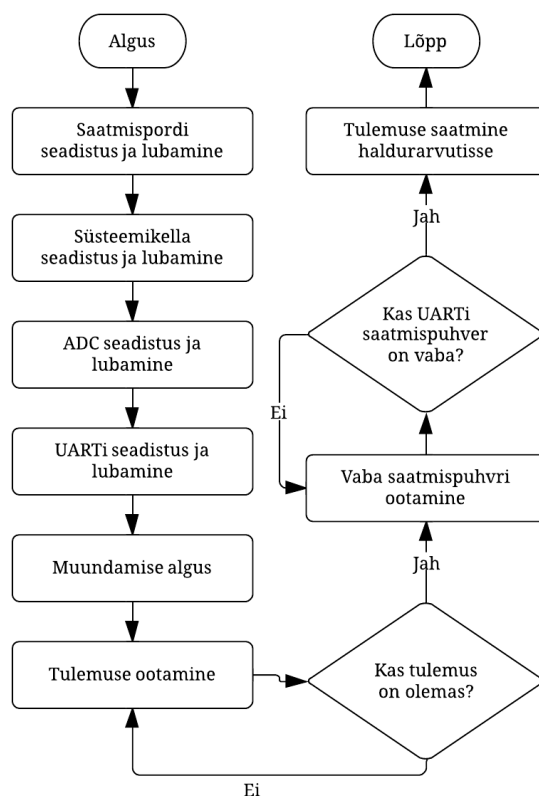 Algus
Saatmispordi
seadistus ja lubamine
Süsteemikella
seadistus ja lubamine
ADC seadistus ja
lubamine
UARTi seadistus ja
lubamine
Muundamise algus
Tulemuse ootamine
Kas tulemus
on olemas?
Ei
Jah
Vaba saatmispuhvri
ootamine
Kas UARTi
saatmispuhver
on vaba?
Ei
Jah
Tulemuse saatmine
haldurarvutisse
Lõpp